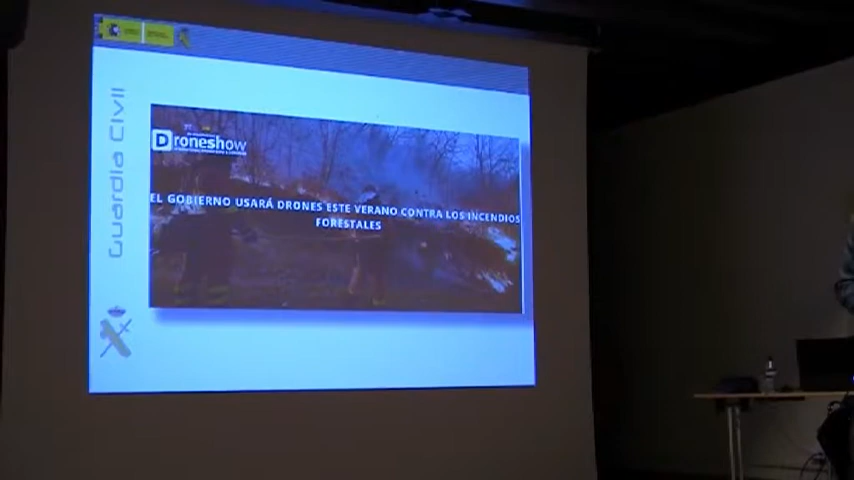 Guardia Civil
Droneshow
EL GOBIERNO USARÁ DRONES ESTE VERANO CONTRA LOS INCENDIOS
FORESTALES